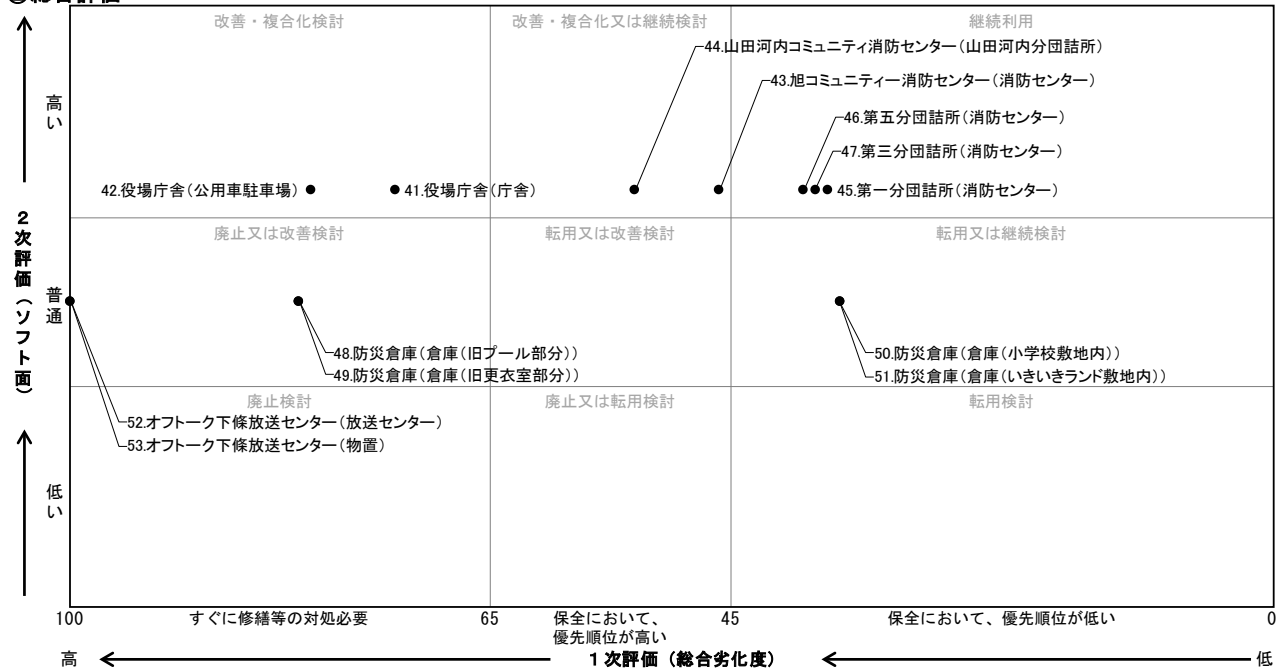 総合評価
改善・複合化検討
改善・複合化又は継続検討
継続利用
44.山田河内コミュニティ消防センター(山田河内分団詰所)
43.旭コミュニティー消防センター(消防センター)
46.第五分団詰所(消防センター)
47.第三分団詰所(消防センター)
42.役場庁舎(公用車駐車場)
41.役場庁舎(庁舎)
45.第一分団詰所(消防センター)
高い
2次評価(ソフト面)
廃止又は改善検討
転用又は改善検討
転用又は継続検討
普通
48.防災倉庫(倉庫(旧プール部分))
49.防災倉庫(倉庫(旧更衣室部分))
50.防災倉庫(倉庫(小学校敷地内))
51.防災倉庫(倉庫(いきいきランド敷地内))
廃止検討
廃止又は転用検討
転用検討
52.オフトーク下條放送センター(放送センター)
53.オフトーク下條放送センター(物置)
低い
100
すぐに修繕等の対処必要
65
保全において、
優先順位が高い
45
保全において、優先順位が低い
0
高
1次評価(総合劣化度)
低